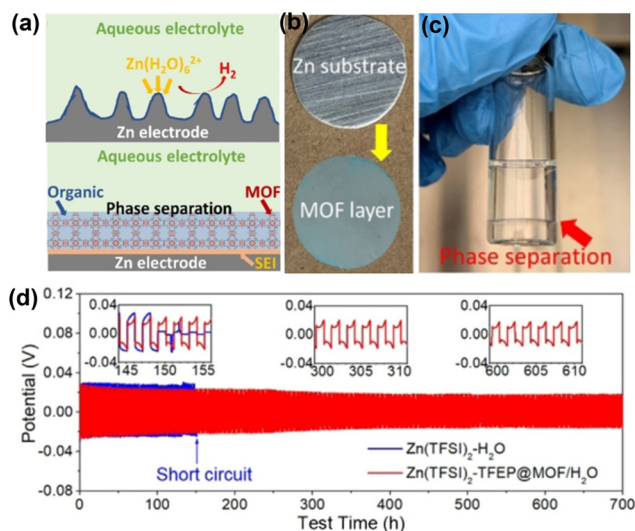 (a)
Aqueous electrolyte
Zn(H₂O)₆²⁺
H₂
Zn electrode
Aqueous electrolyte
Organic
MOF
Phase separation
SEI
Zn electrode
(b)
Zn substrate
MOF layer
(c)
Phase separation
(d)
Potential (V)
0.12
0.08
0.04
0.00
-0.04
-0.08
0.04
0.00
-0.04
145 150 155
0.04
0.00
-0.04
300 305 310
0.04
0.00
-0.04
600 605 610
Short circuit
Zn(TFSI)₂-H₂O
Zn(TFSI)₂-TFEP@MOF/H₂O
0 100 200 300 400 500 600 700
Test Time (h)